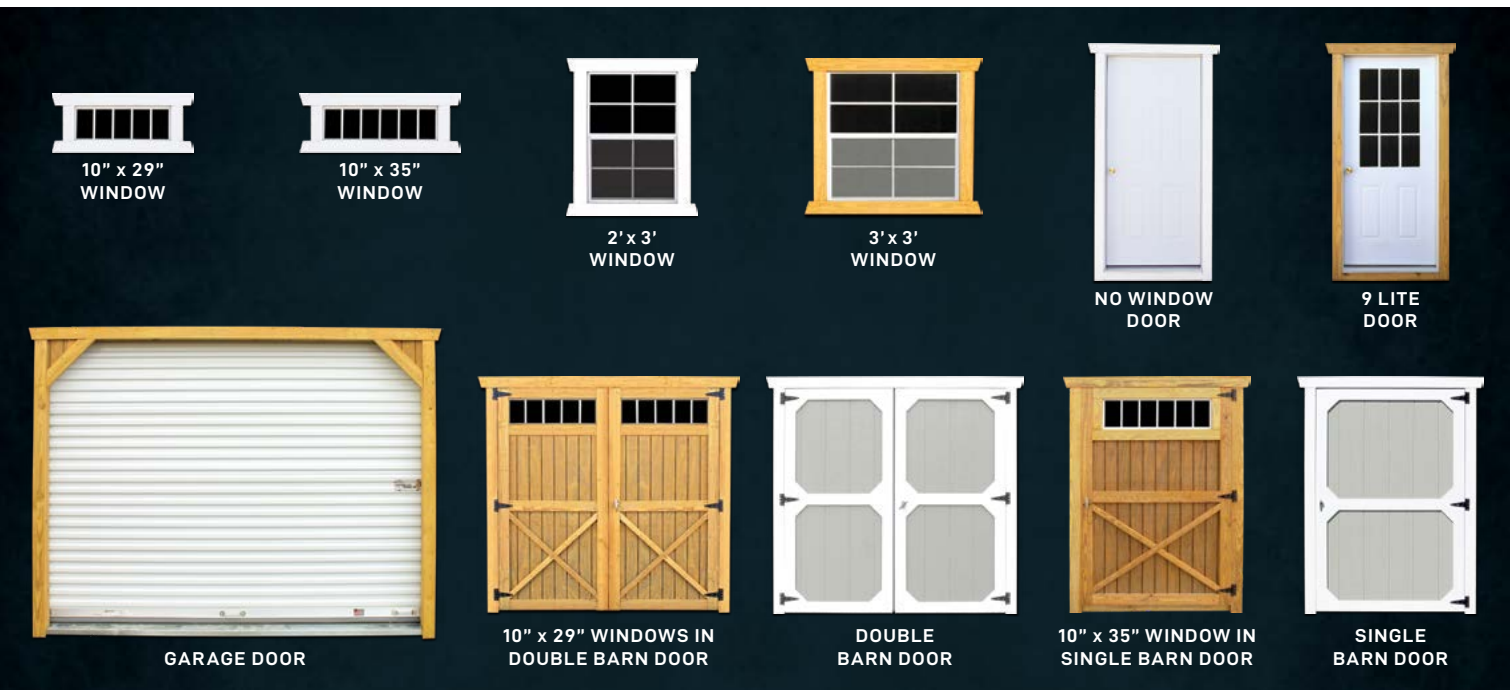 10” x 29”
WINDOW
10” x 35”
WINDOW
2’ x 3’
WINDOW
3’ x 3’
WINDOW
NO WINDOW
DOOR
9 LITE
DOOR
GARAGE DOOR
10” x 29” WINDOWS IN
DOUBLE BARN DOOR
DOUBLE
BARN DOOR
10” x 35” WINDOW IN
SINGLE BARN DOOR
SINGLE
BARN DOOR